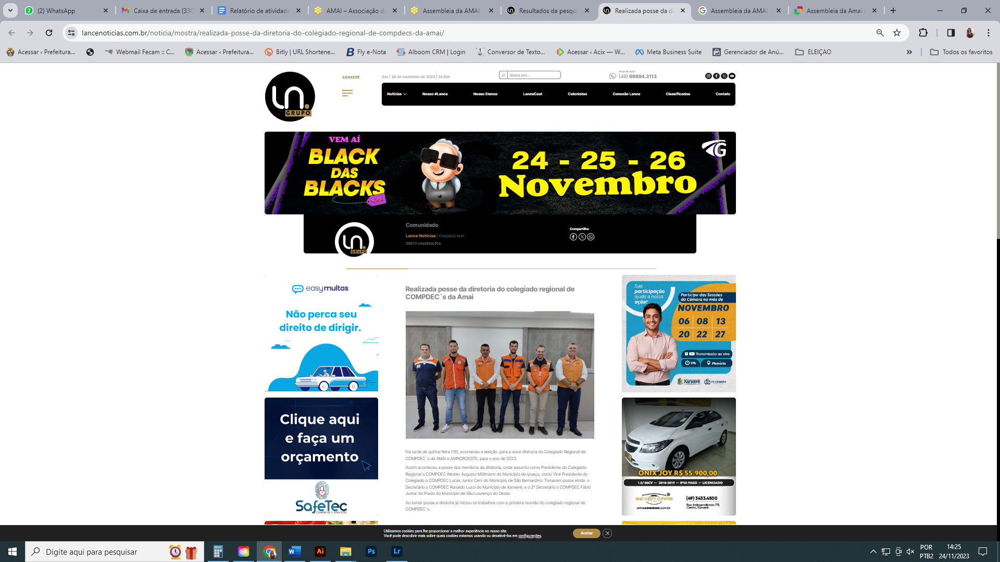 (2) WhatsApp
Caixa de entrada (330
Relatório de atividade
AMAI – Associação d
Assembleia da AMAI
Resultados da pesqui
Realizada posse da di
Assembleia da AMAI
Assembleia da Amai
lancenoticias.com.br/noticia/mostra/realizada-posse-da-diretoria-do-colegiado-regional-de-compdecs-da-amai/
Acessar ‹ Prefeitura...
Webmail Fecam :: C...
Acessar ‹ Prefeitura...
Bitly | URL Shortene...
Fly e-Nota
Alboom CRM | Login
Conversor de Texto...
Acessar ‹ Acix — W...
Meta Business Suite
Gerenciador de Anú...
ELEIÇAO
Todos os favoritos
XANXERÊ
Sex | 24 de novembro de 2023 | 14:25h
Busca por...
Anuncie aqui!
(49) 98894.3113
Notícias
Nosso #Lance
Nosso Elenco
LanceCast
Colunistas
Conexão Lance
Classificados
Contato
GRUPO
VEM AÍ
BLACK
DAS
BLACKS
24 - 25 - 26
Novembro
G
Comunidade
Lance Notícias | 17/02/2023 14:01
26870 visualizações
Compartilhe
GRUPO
easymultas
Não perca seu
direito de dirigir.
Clique aqui
e faça um
orçamento
SafeTec
COMÉRCIO E SERVIÇOS
Realizada posse da diretoria do colegiado regional de
COMPDEC´s da Amai
Na tarde de quinta-feira (16), aconteceu a eleição para a nova diretoria do Colegiado Regional de
COMPDEC´s da AMAI e AMNOROESTE, para o ano de 2023.
Assim aconteceu a posse dos membros da diretoria, onde assumiu como Presidente do Colegiado
Regional o COMPDEC Weslen Augusto Möllmann do Município de Ipuaçu, como Vice Presidente do
Colegiado o COMPDEC Lucas Junior Ceni do Município de São Bernardino. Tomaram posse ainda o
Secretário o COMPDEC Ronaldo Luzzi do Município de Xanxerê, e o 2º Secretário o COMPDEC Fábio
Junior do Prado do Município de São Lourenço do Oeste.
Ao tomar posse a diretoria já iniciou os trabalhos com a primeira reunião do colegiado regional de
COMPDEC´s.
Sua
participação
ajuda a nossa
ação!
Participe das Sessões
da Câmara no mês de
NOVEMBRO
06 08 13
20 22 27
Transmissão ao vivo
19h
Plenário
Xanxerê
TV CÂMARA
ONIX JOY R$ 55.900,00
1.0/ 80CV — 2018-2019 — IPVA PAGO — LICENCIADO
SEVEN CARS
www.sevencars.com.br
(49) 3433.4500
Rua Independência 779,
Centro, Xanxerê
Utilizamos cookies para lhe proporcionar a melhor experiência no nosso site.
Você pode descobrir mais sobre quais cookies estamos usando ou desativá-los em configurações.
Aceitar
Digite aqui para pesquisar
Ai
Ps
Lr
POR
PTB2
14:25
24/11/2023